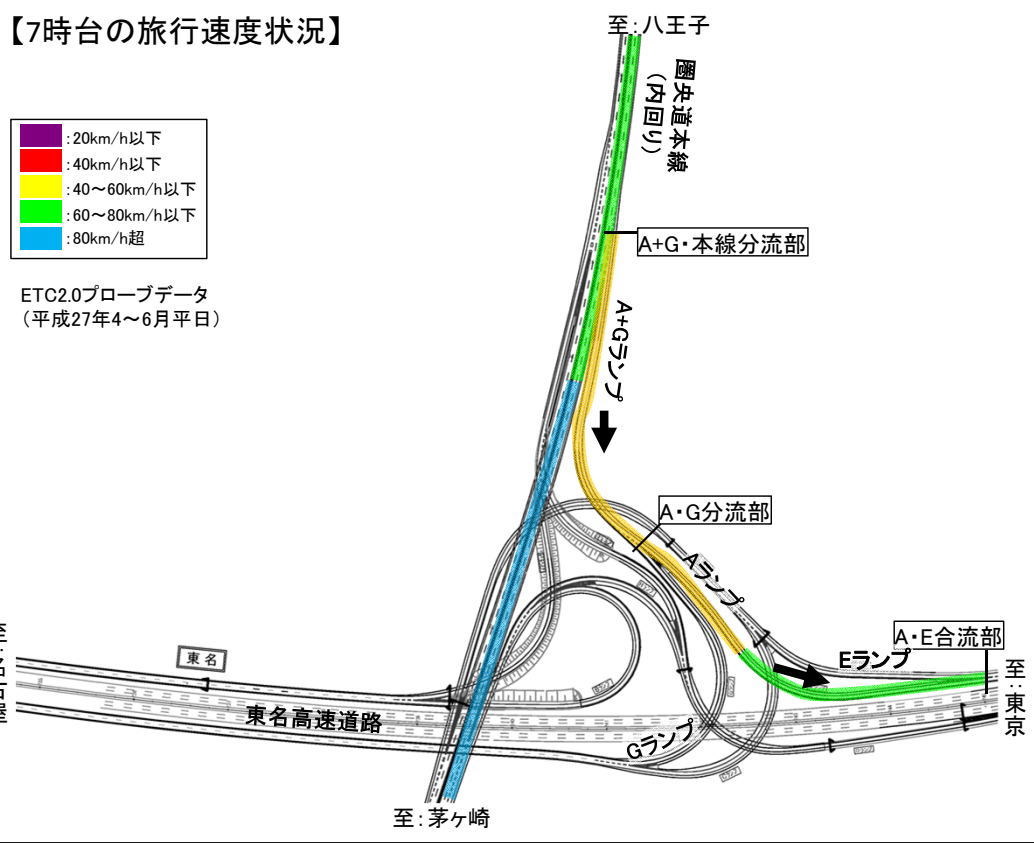 【7時台の旅行速度状況】
至:八王子
圏央道本線
(内回り)
:20km/h以下
:40km/h以下
:40～60km/h以下
:60～80km/h以下
:80km/h超
ETC2.0プローブデータ
(平成27年4～6月平日)
A+G・本線分流部
A+Gランプ
A・G分流部
Aランプ
A・E合流部
Eランプ
至:名古屋
東名
東名高速道路
Gランプ
至:東京
至:茅ヶ崎